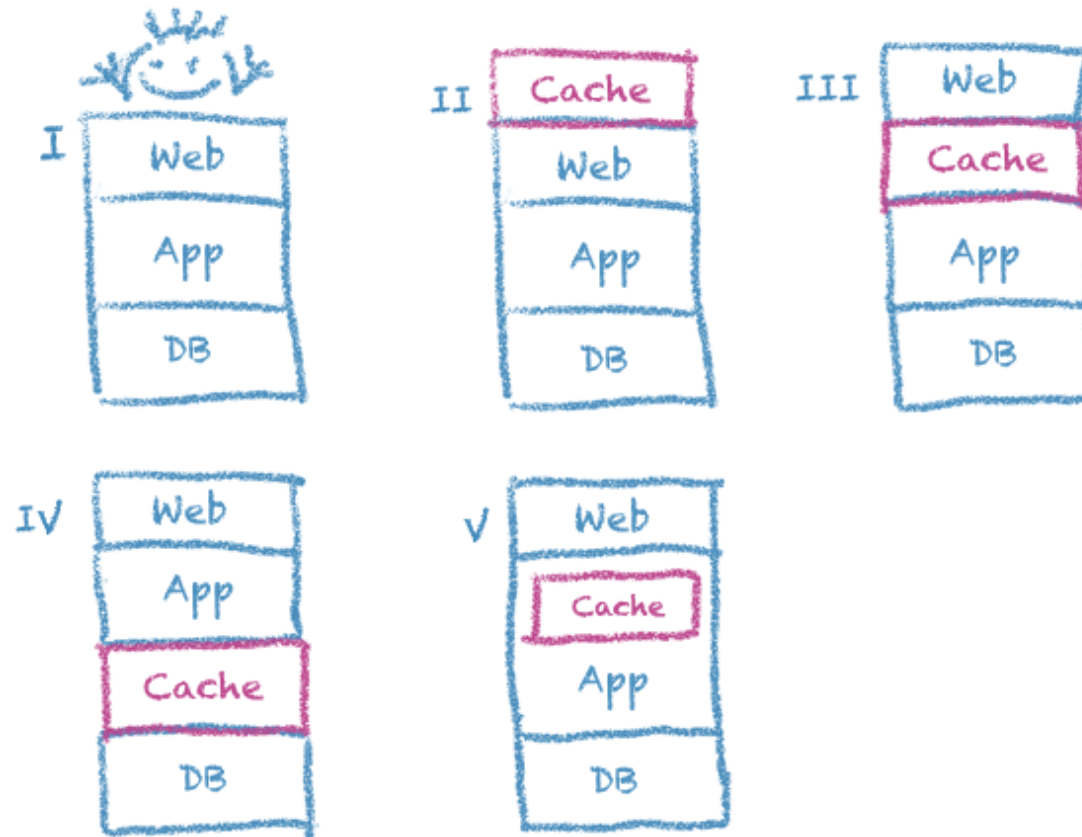 I
Web
App
DB
II
Cache
Web
App
DB
III
Web
Cache
App
DB
IV
Web
App
Cache
DB
V
Web
Cache
App
DB